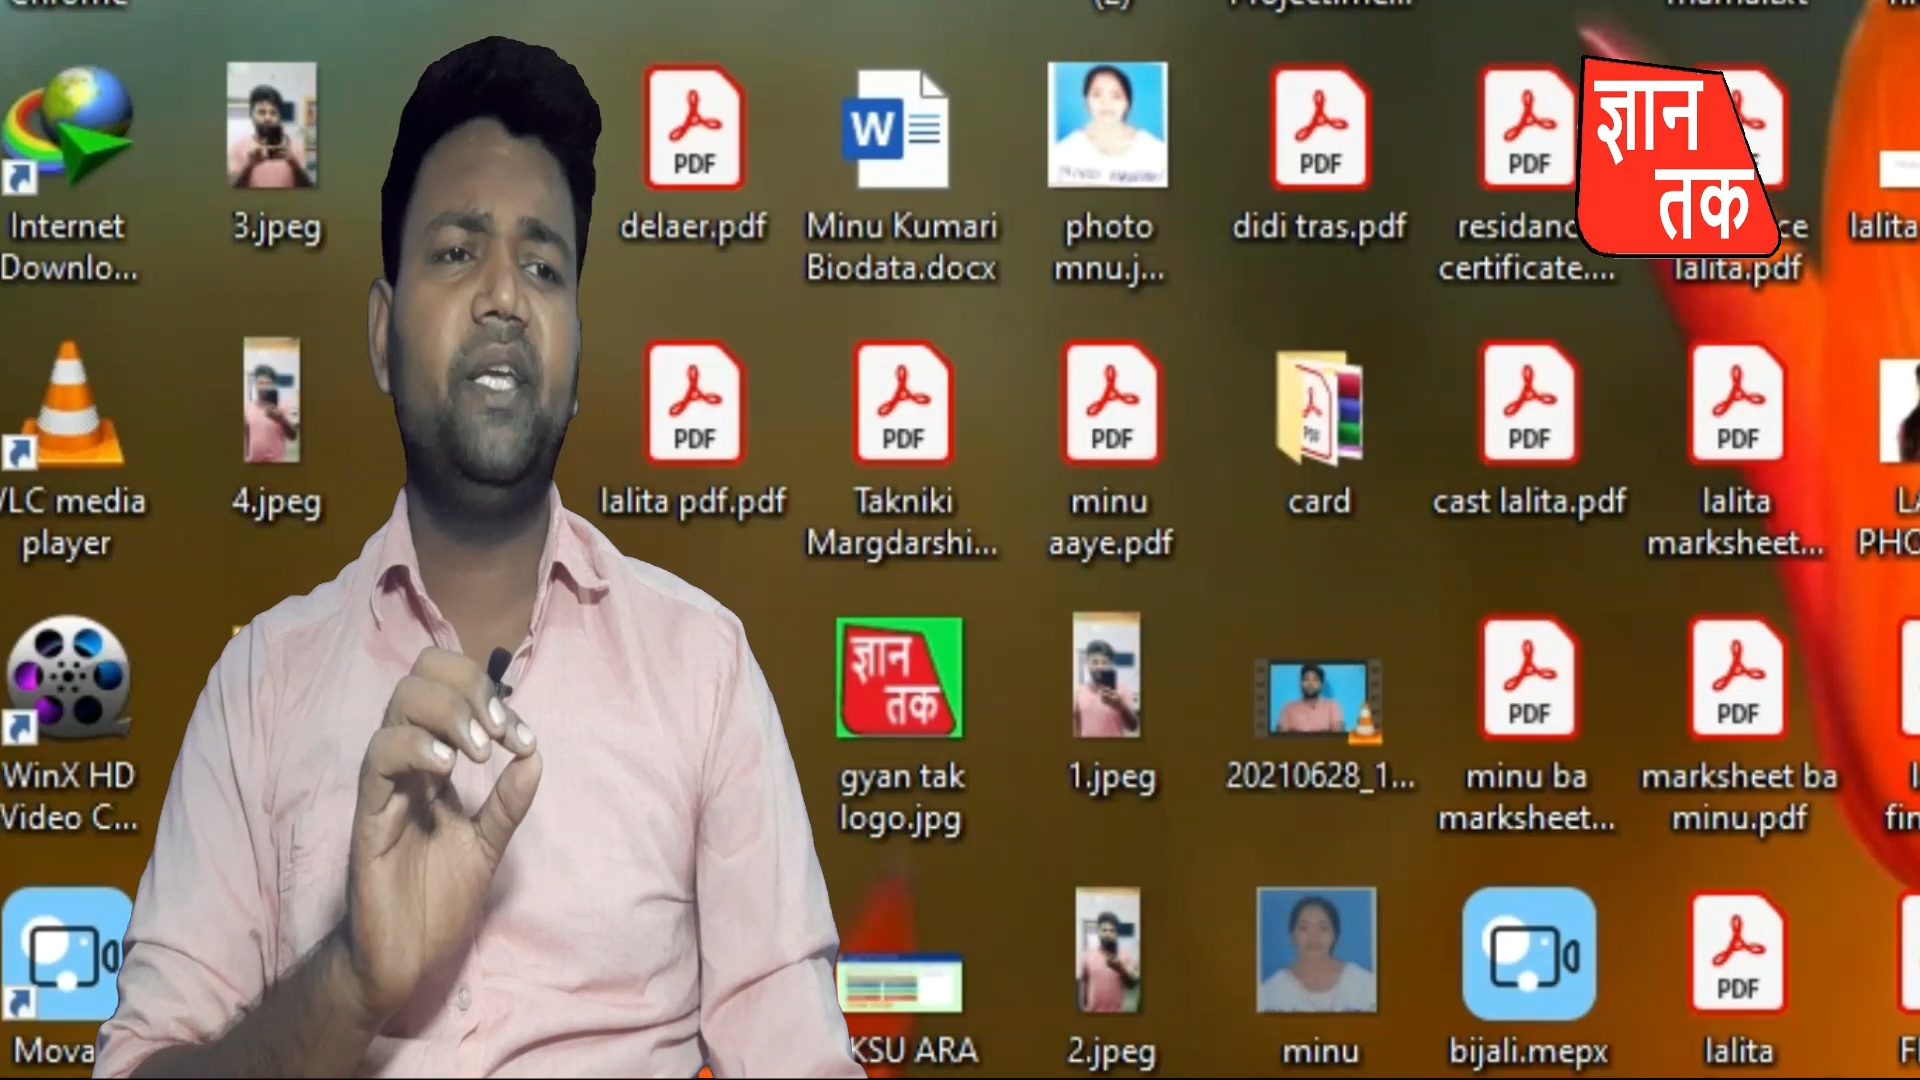 Internet
Downlo...
3.jpeg
PDF
delaer.pdf
W
Minu Kumari
Biodata.docx
photo
mnu.j...
PDF
didi tras.pdf
PDF
certificate....
ज्ञान
तक
lalita.pdf
lalita
VLC media
player
4.jpeg
PDF
lalita pdf.pdf
PDF
Takniki
Margdarshi...
PDF
minu
aaye.pdf
card
PDF
cast lalita.pdf
PDF
lalita
marksheet...
WinX HD
Video C...
ज्ञान
तक
gyan tak
logo.jpg
1.jpeg
20210628_1...
PDF
minu ba
marksheet...
PDF
marksheet ba
minu.pdf
Mova
KSU ARA
2.jpeg
minu
bijali.mepx
PDF
lalita